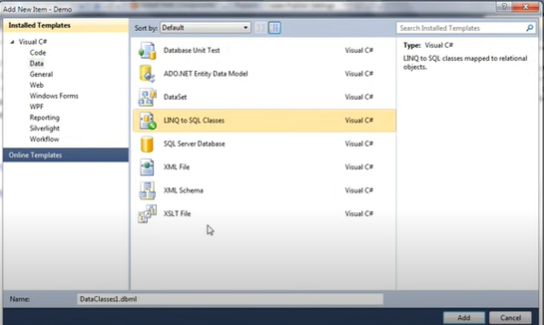 Add New Item - Demo
Installed Templates
Visual C#
Code
Data
General
Web
Windows Forms
WPF
Reporting
Silverlight
Workflow
Online Templates
Sort by: Default
Database Unit Test Visual C#
ADO.NET Entity Data Model Visual C#
DataSet Visual C#
LINQ to SQL Classes Visual C#
SQL Server Database Visual C#
XML File Visual C#
XML Schema Visual C#
XSLT File Visual C#
Search Installed Templates
Type: Visual C#
LINQ to SQL classes mapped to relational
objects.
Name: DataClasses1.dbml
Add Cancel